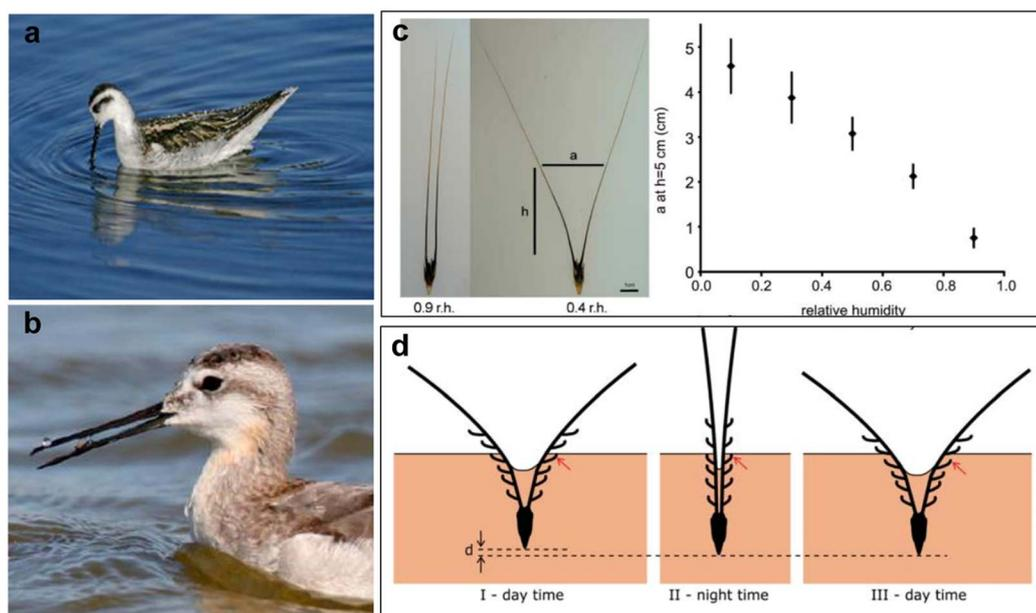 a
b
c
a
h
0.9 r.h.
0.4 r.h.
a at h=5 cm (cm)
5
4
3
2
1
0
0.0
0.2
0.4
0.6
0.8
1.0
relative humidity
d
d
I - day time
II - night time
III - day time